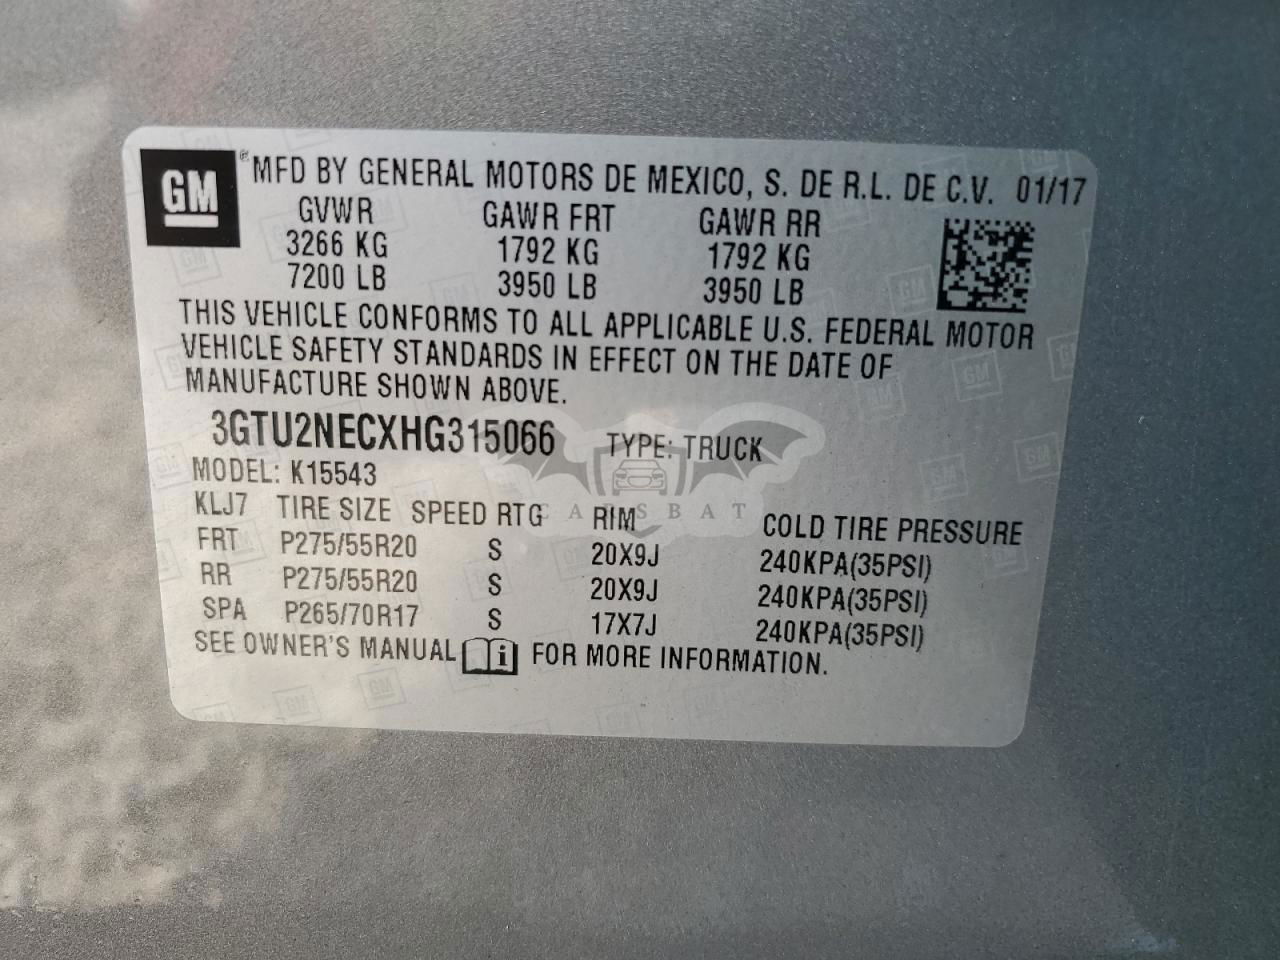 GM ® MFD BY GENERAL MOTORS DE MEXICO, S. DE R.L. DE C.V. 01/17
GVWR GAWR FRT GAWR RR
3266 KG 1792 KG 1792 KG
7200 LB 3950 LB 3950 LB
THIS VEHICLE CONFORMS TO ALL APPLICABLE U.S. FEDERAL MOTOR
VEHICLE SAFETY STANDARDS IN EFFECT ON THE DATE OF
MANUFACTURE SHOWN ABOVE.
3GTU2NECXHG315066 TYPE: TRUCK
MODEL: K15543
KLJ7 TIRE SIZE SPEED RTG RIM COLD TIRE PRESSURE
FRT P275/55R20 S 20X9J 240KPA(35PSI)
RR P275/55R20 S 20X9J 240KPA(35PSI)
SPA P265/70R17 S 17X7J 240KPA(35PSI)
SEE OWNER'S MANUAL i FOR MORE INFORMATION.
CARSBAT